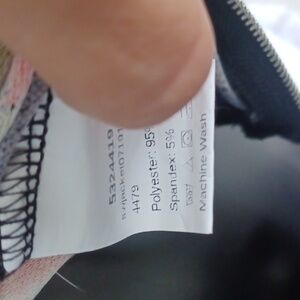 5324419
4479
Polyester: 95%
Spandex: 5%
Machine Wash